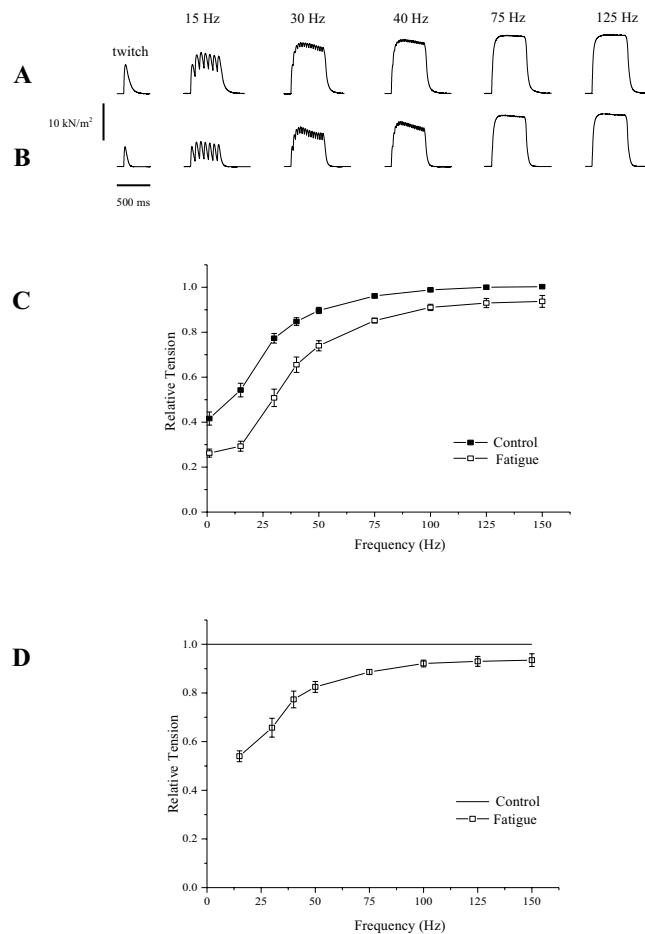 15 Hz 30 Hz 40 Hz 75 Hz 125 Hz
twitch
A
10 kN/m²
B
500 ms
C
1.0
0.8
0.6
0.4
0.2
0.0
Relative Tension
Control
Fatigue
0 25 50 75 100 125 150
Frequency (Hz)
D
1.0
0.8
0.6
0.4
0.2
0.0
Relative Tension
Control
Fatigue
0 25 50 75 100 125 150
Frequency (Hz)